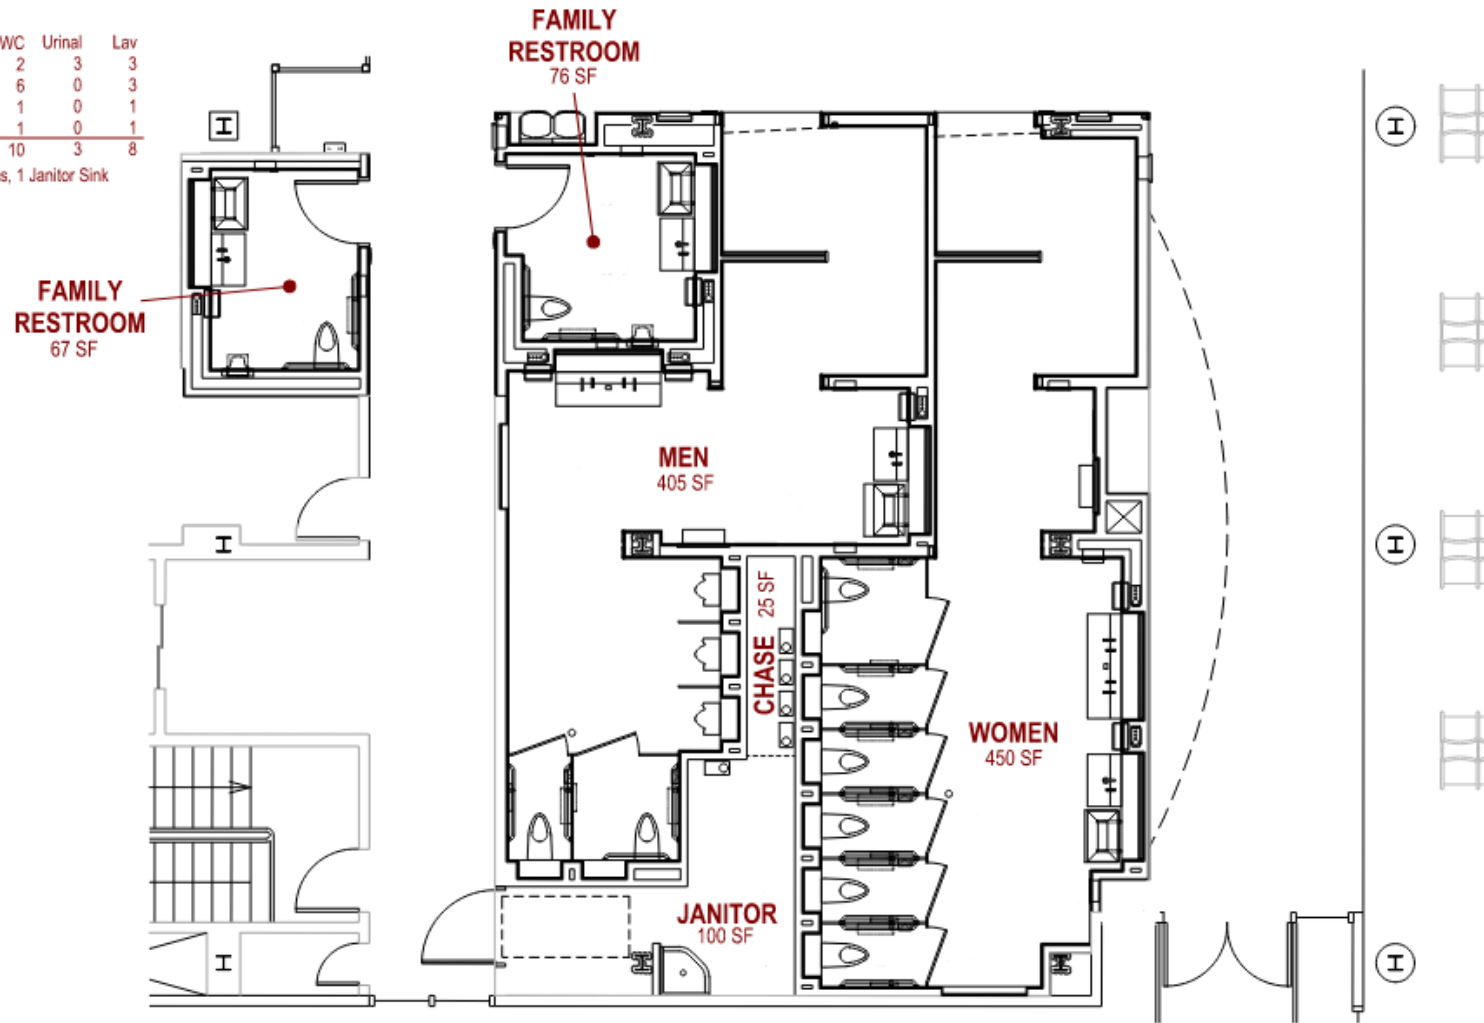 WC Urinal Lav
2 3 3
6 0 3
1 0 1
1 0 1
10 3 8
1 Janitor Sink
FAMILY
RESTROOM
76 SF
FAMILY
RESTROOM
67 SF
MEN
405 SF
CHASE 25 SF
WOMEN
450 SF
JANITOR
100 SF